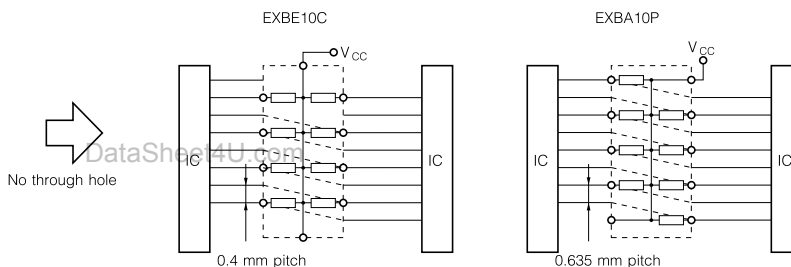 EXBE10C
EXBA10P
VCC
VCC
DataSheet4U.com
IC
IC
IC
IC
No through hole
0.4 mm pitch
0.635 mm pitch